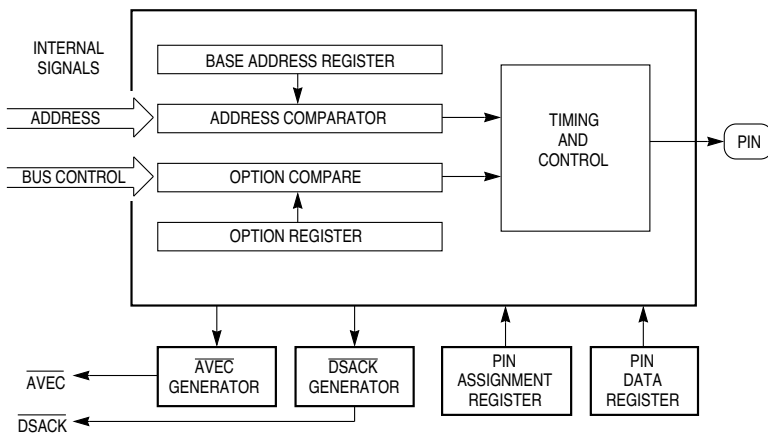 INTERNAL
SIGNALS
BASE ADDRESS REGISTER
ADDRESS
ADDRESS COMPARATOR
TIMING
AND
CONTROL
PIN
BUS CONTROL
OPTION COMPARE
OPTION REGISTER
AVEC
GENERATOR
DSACK
GENERATOR
PIN
ASSIGNMENT
REGISTER
PIN
DATA
REGISTER
AVEC
DSACK